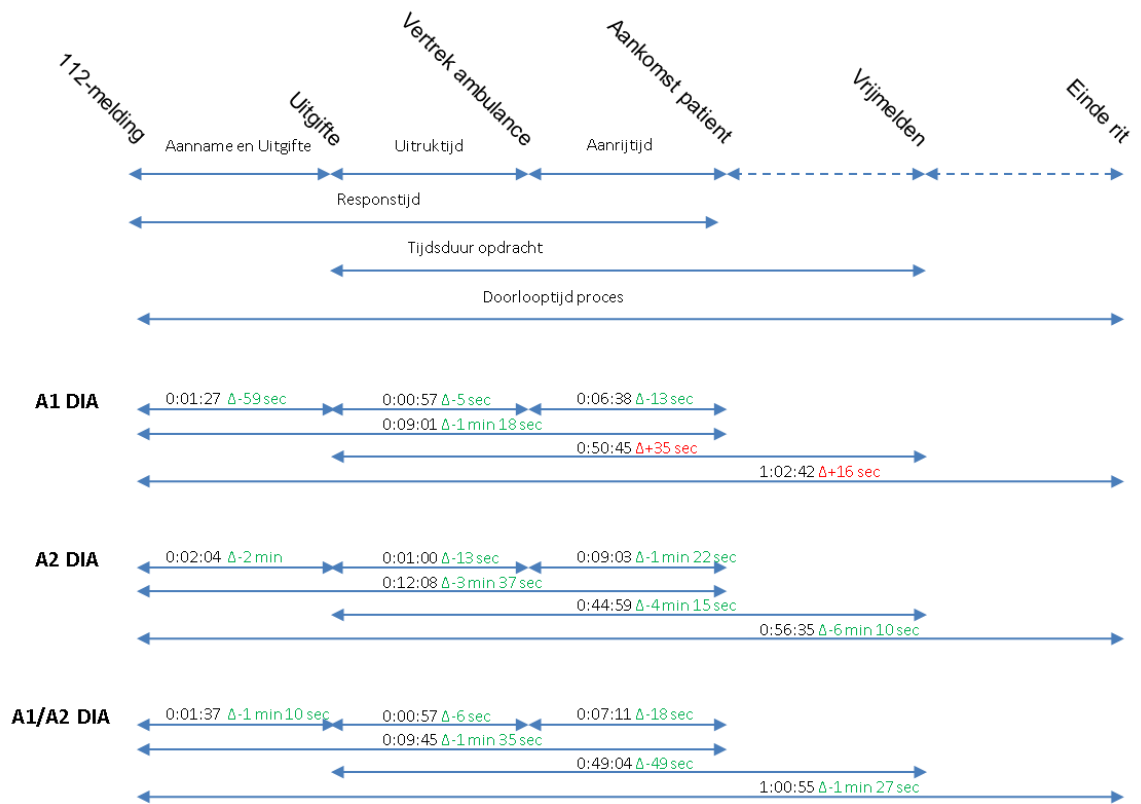 112-melding
Uitgifte
Vertrek ambulance
Aankomst patient
Vrijmelden
Einde rit
Aanname en Uitgifte
Uitruktijd
Aanrijtijd
Responstijd
Tijdsduur opdracht
Doorlooptijd proces
A1 DIA
0:01:27 Δ-59 sec
0:00:57 Δ-5 sec
0:06:38 Δ-13 sec
0:09:01 Δ-1 min 18 sec
0:50:45 Δ+35 sec
1:02:42 Δ+16 sec
A2 DIA
0:02:04 Δ-2 min
0:01:00 Δ-13 sec
0:09:03 Δ-1 min 22 sec
0:12:08 Δ-3 min 37 sec
0:44:59 Δ-4 min 15 sec
0:56:35 Δ-6 min 10 sec
A1/A2 DIA
0:01:37 Δ-1 min 10 sec
0:00:57 Δ-6 sec
0:07:11 Δ-18 sec
0:09:45 Δ-1 min 35 sec
0:49:04 Δ-49 sec
1:00:55 Δ-1 min 27 sec